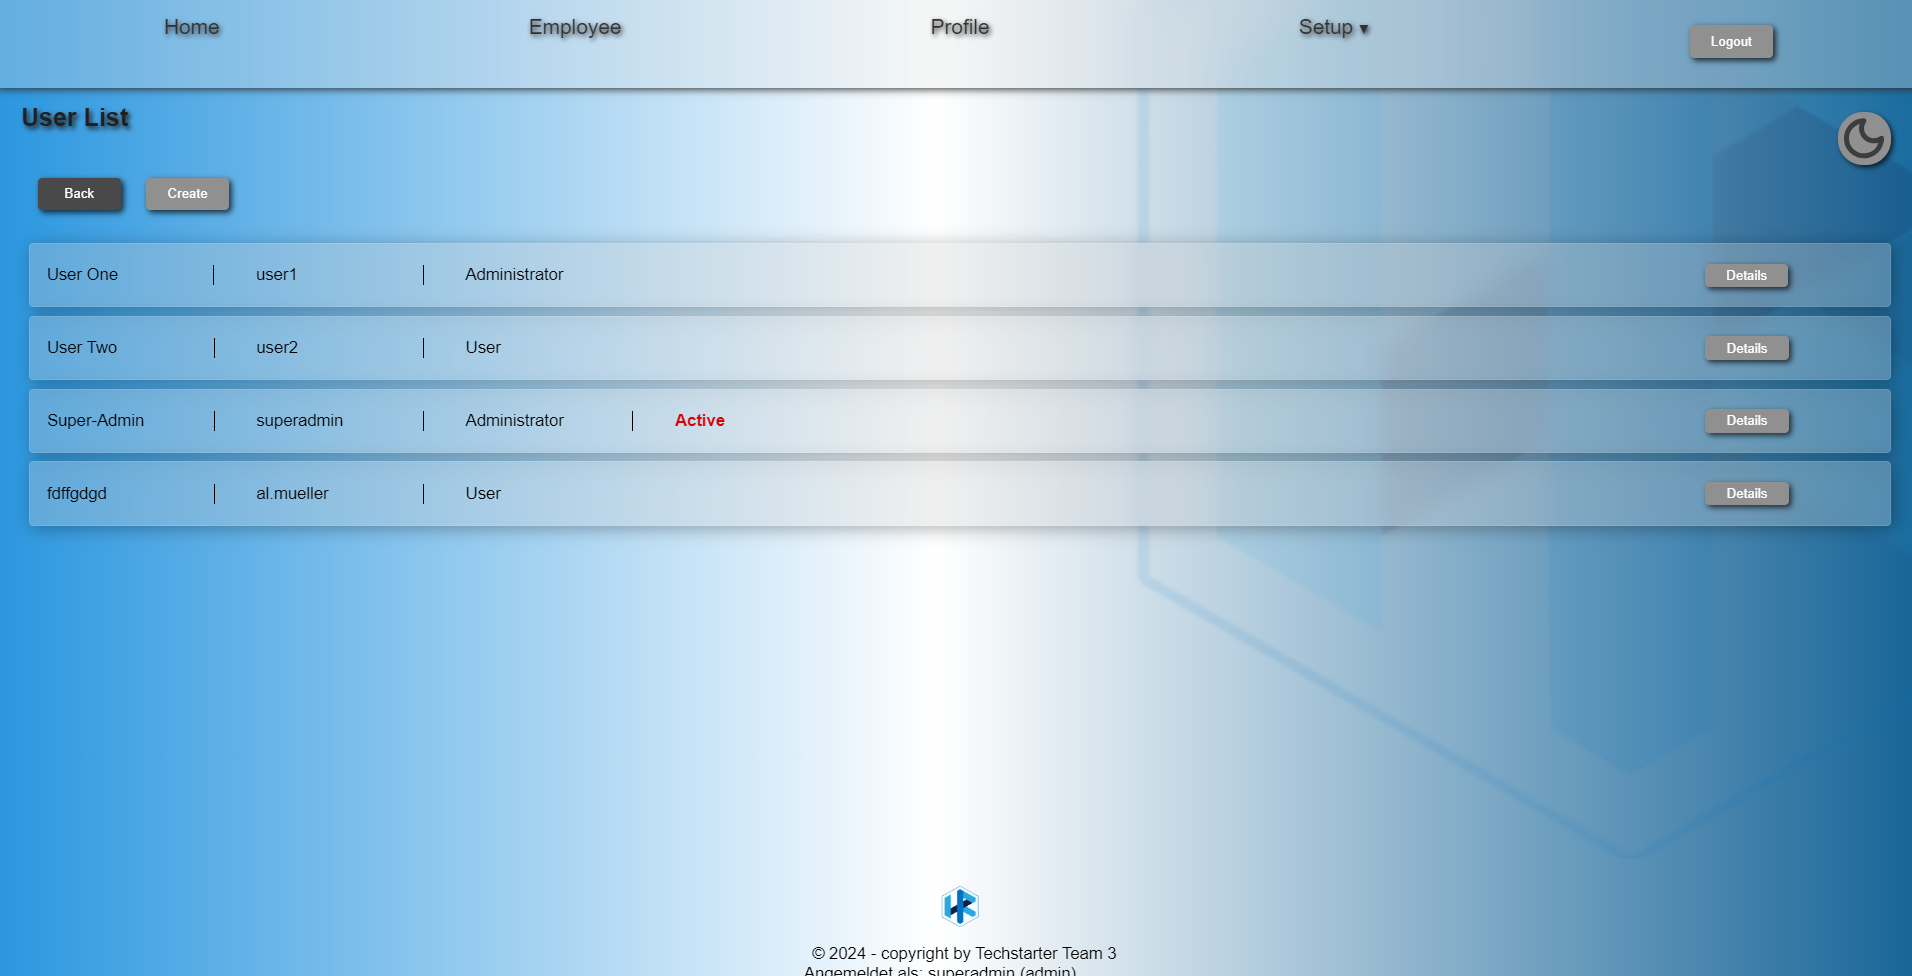 Home Employee Profile Setup ▾ Logout
User List
Back Create
User One user1 Administrator Details
User Two user2 User Details
Super-Admin superadmin Administrator Active Details
fdffgdgd al.mueller User Details
© 2024 - copyright by Techstarter Team 3
Angemeldet als: superadmin (admin)